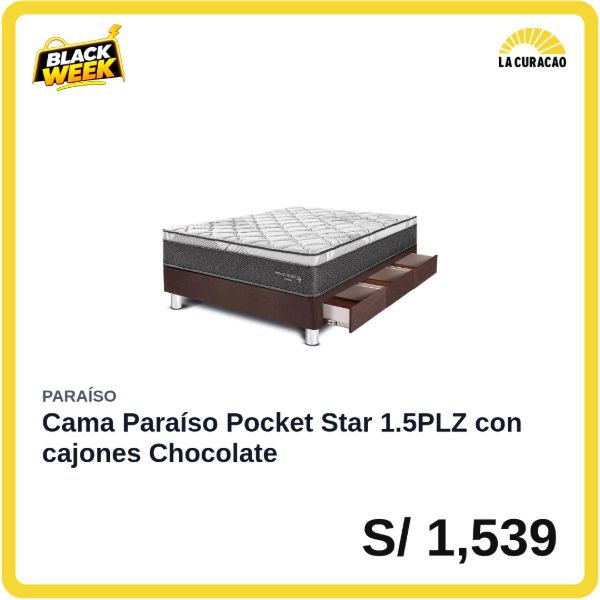 BLACK
WEEK
LA CURACAO
PARAÍSO
Cama Paraíso Pocket Star 1.5PLZ con
cajones Chocolate
S/ 1,539